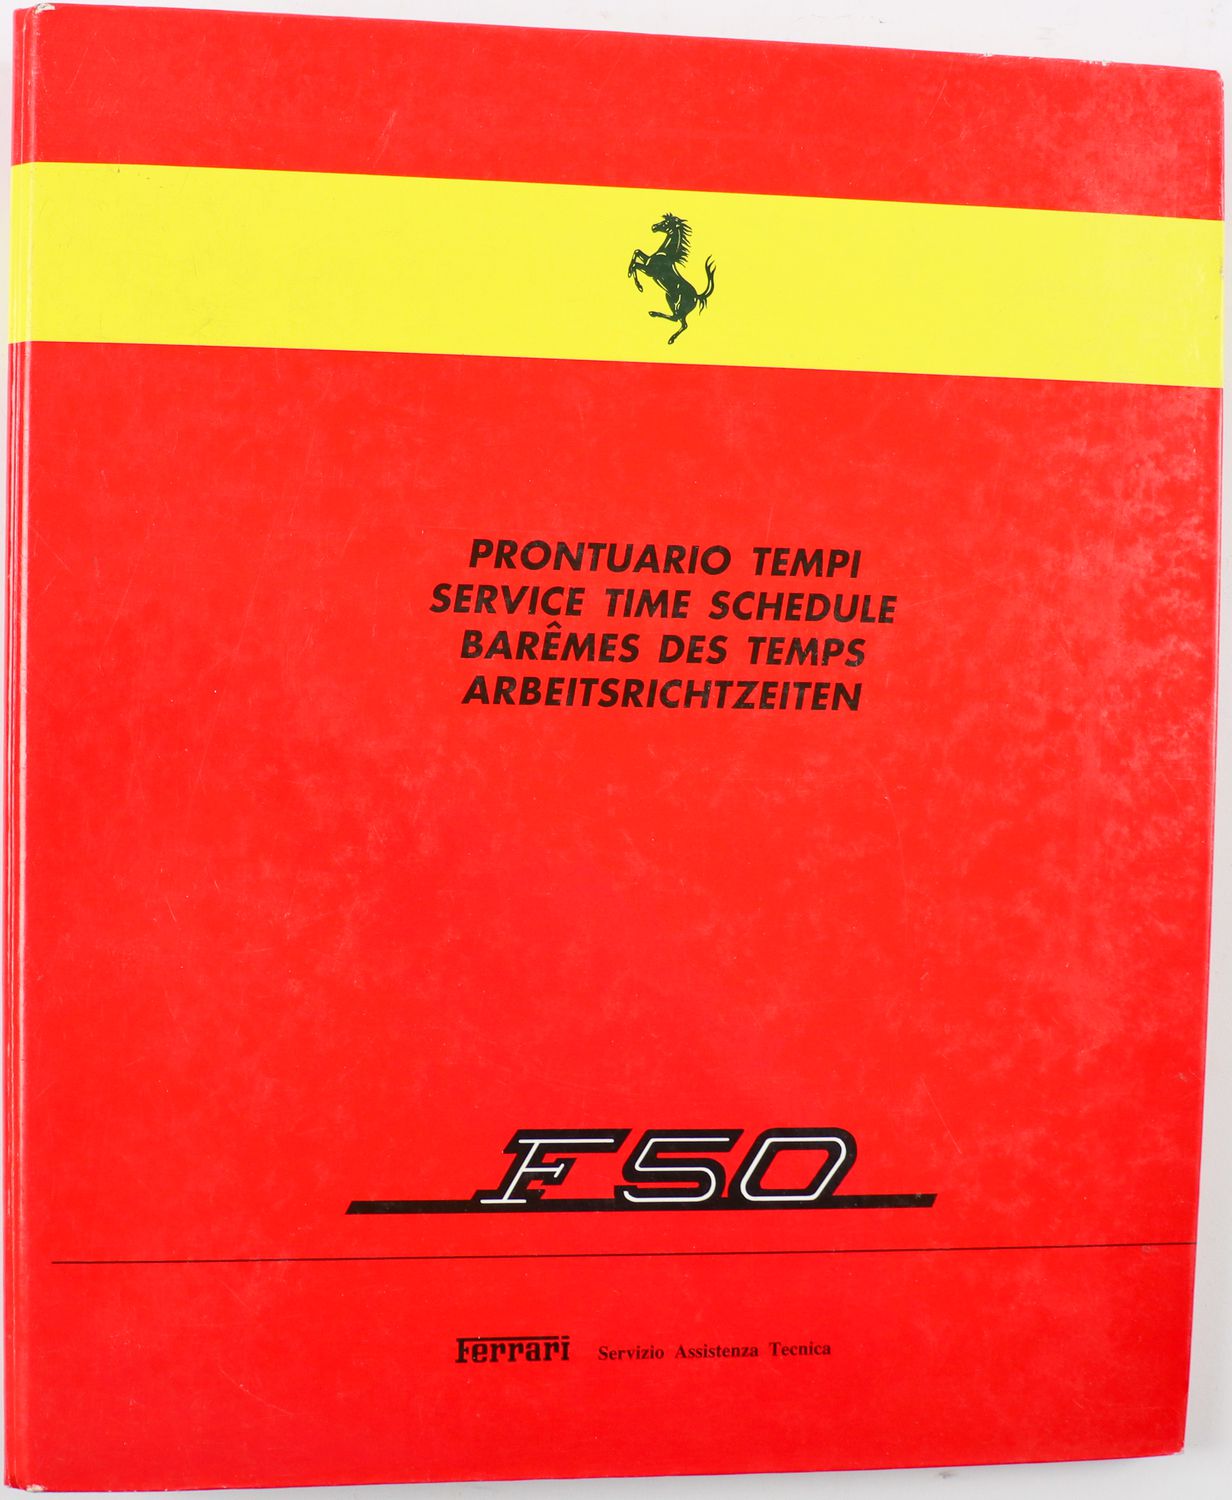 PRONTUARIO TEMPI
SERVICE TIME SCHEDULE
BARÊMES DES TEMPS
ARBEITSRICHTZEITEN
F50
Ferrari Servizio Assistenza Tecnica